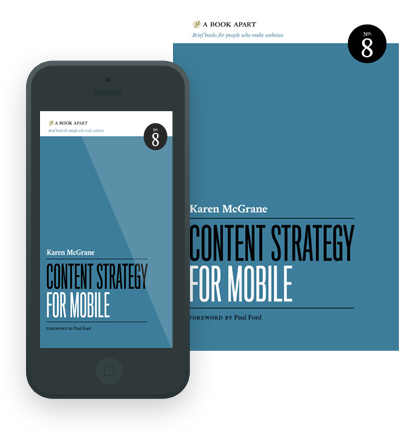 A BOOK APART
Brief books for people who make websites
No.
8
Karen McGrane
CONTENT STRATEGY
FOR MOBILE
FOREWORD BY Paul Ford
A BOOK APART
Brief books for people who make websites
No.
8
Karen McGrane
CONTENT STRATEGY
FOR MOBILE
FOREWORD BY Paul Ford